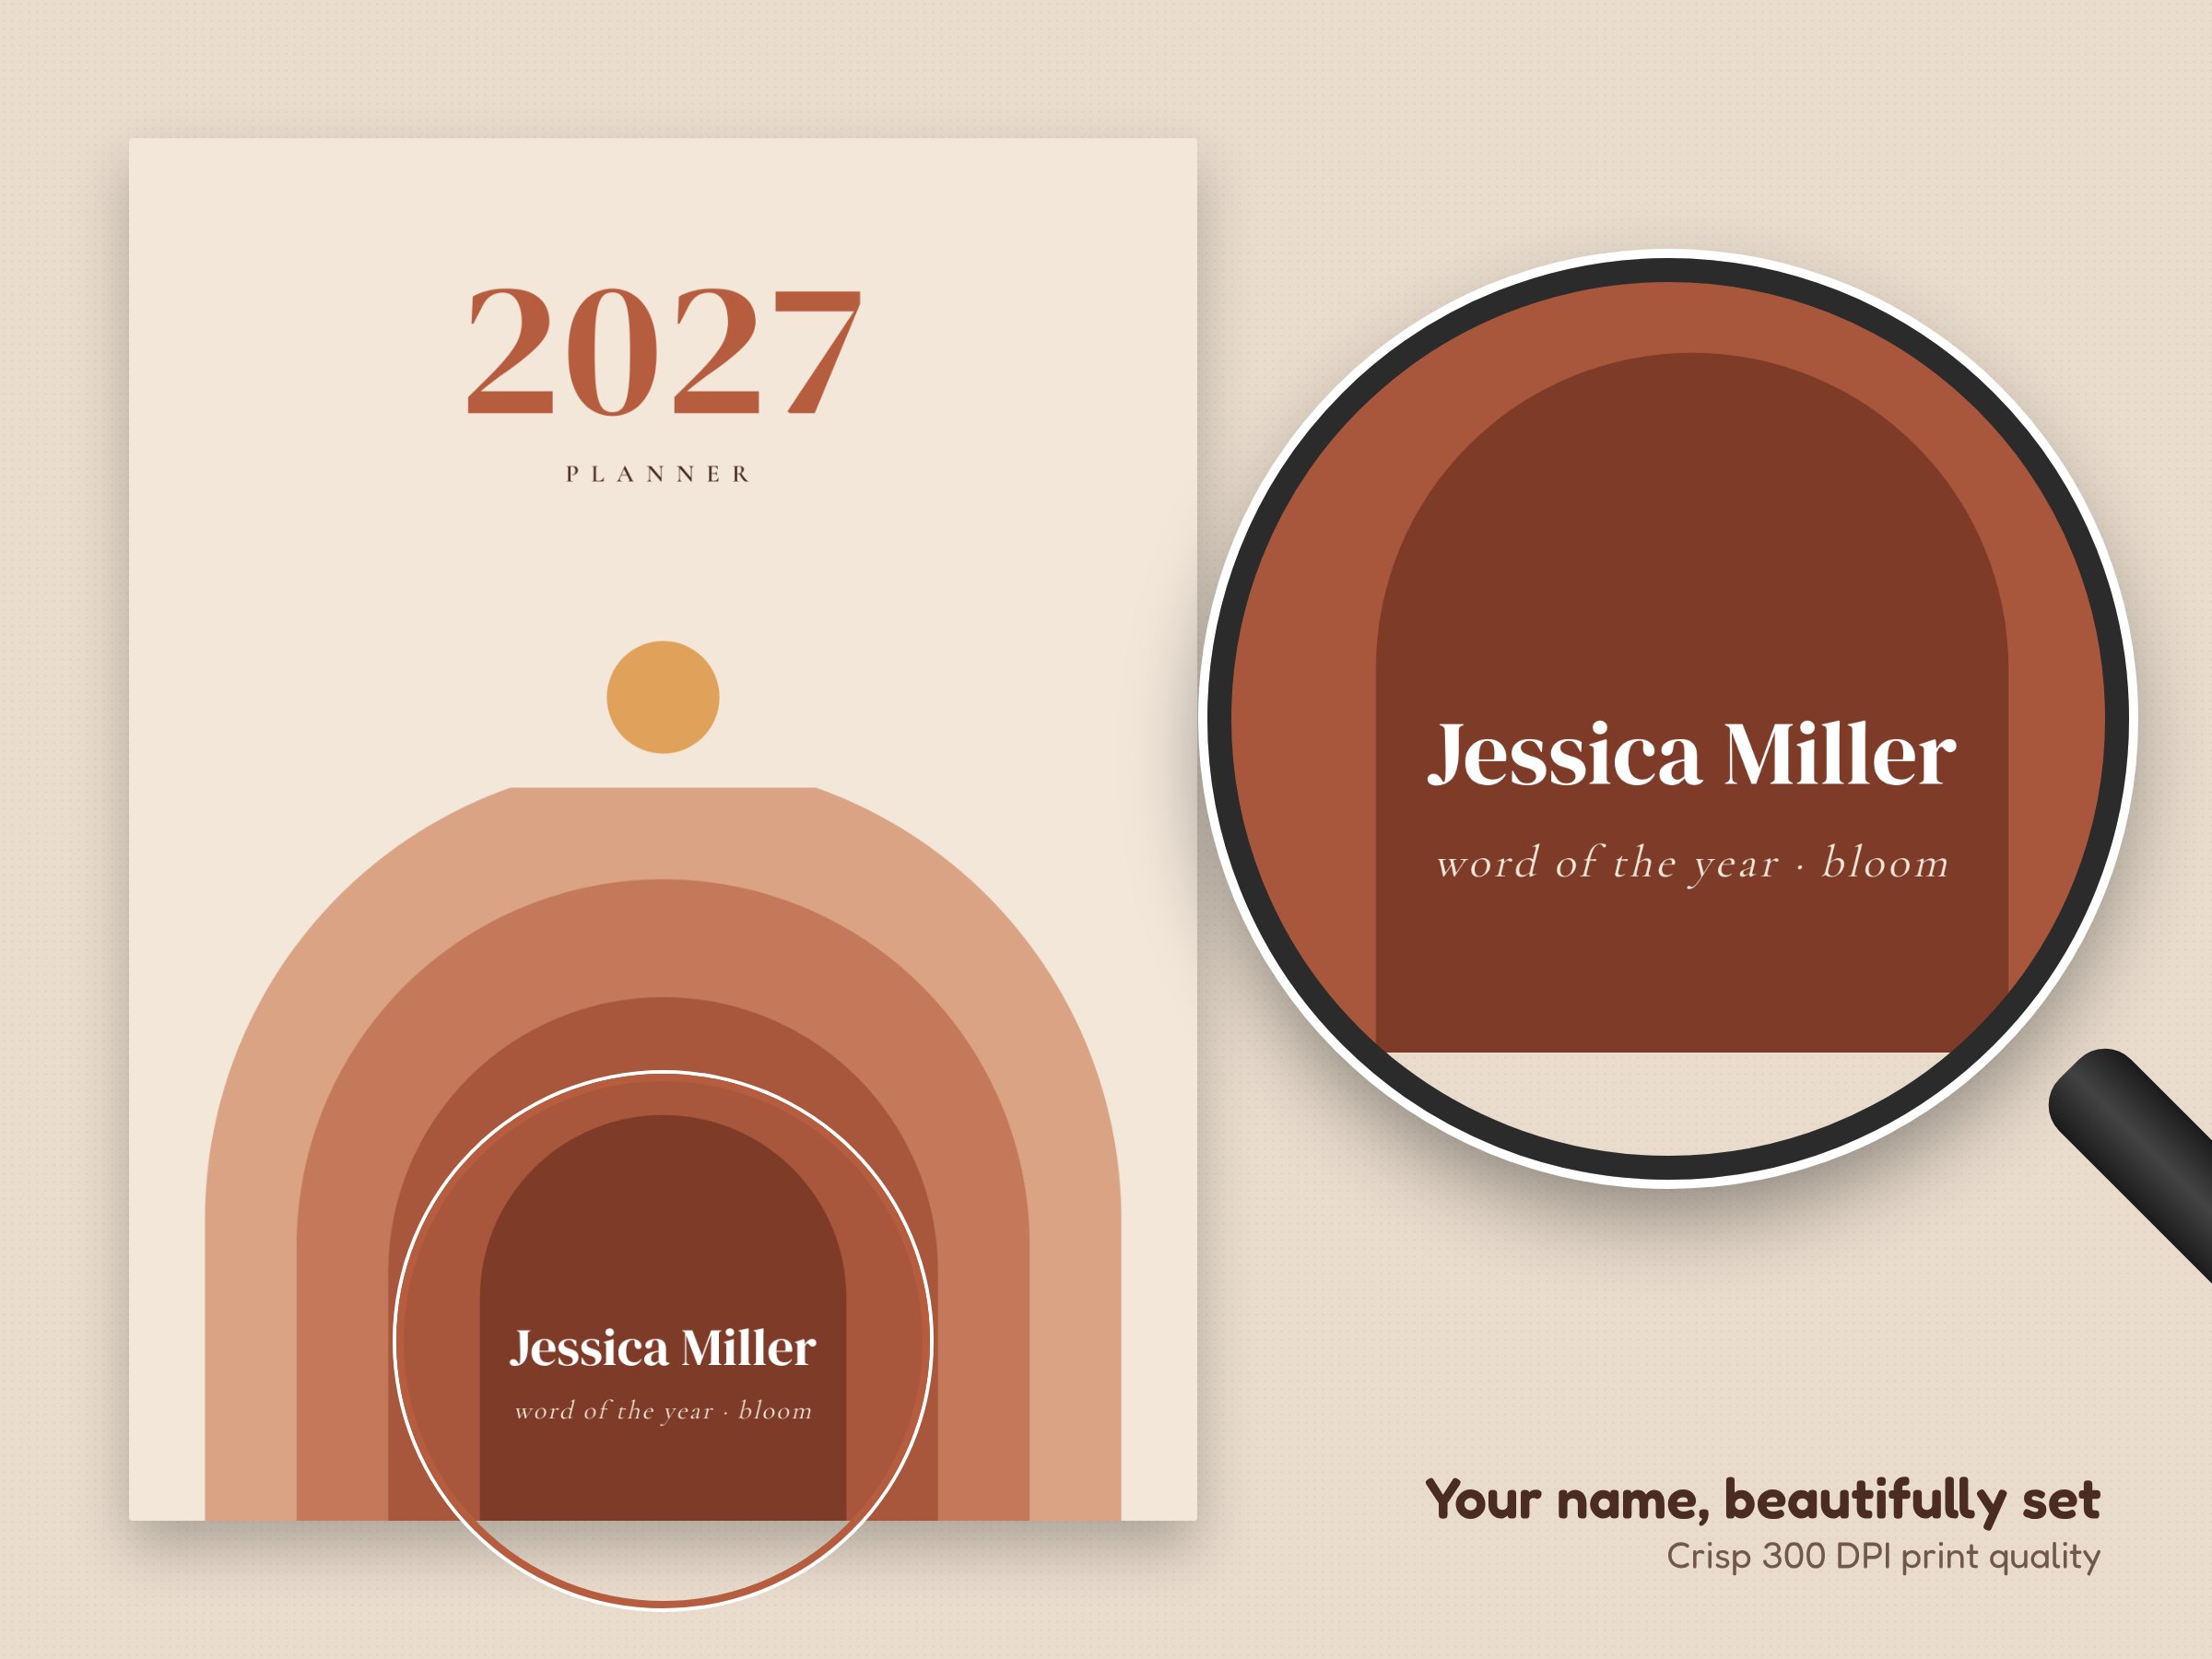 2027
PLANNER
Jessica Miller
word of the year · bloom
Jessica Miller
word of the year · bloom
Your name, beautifully set
Crisp 300 DPI print quality